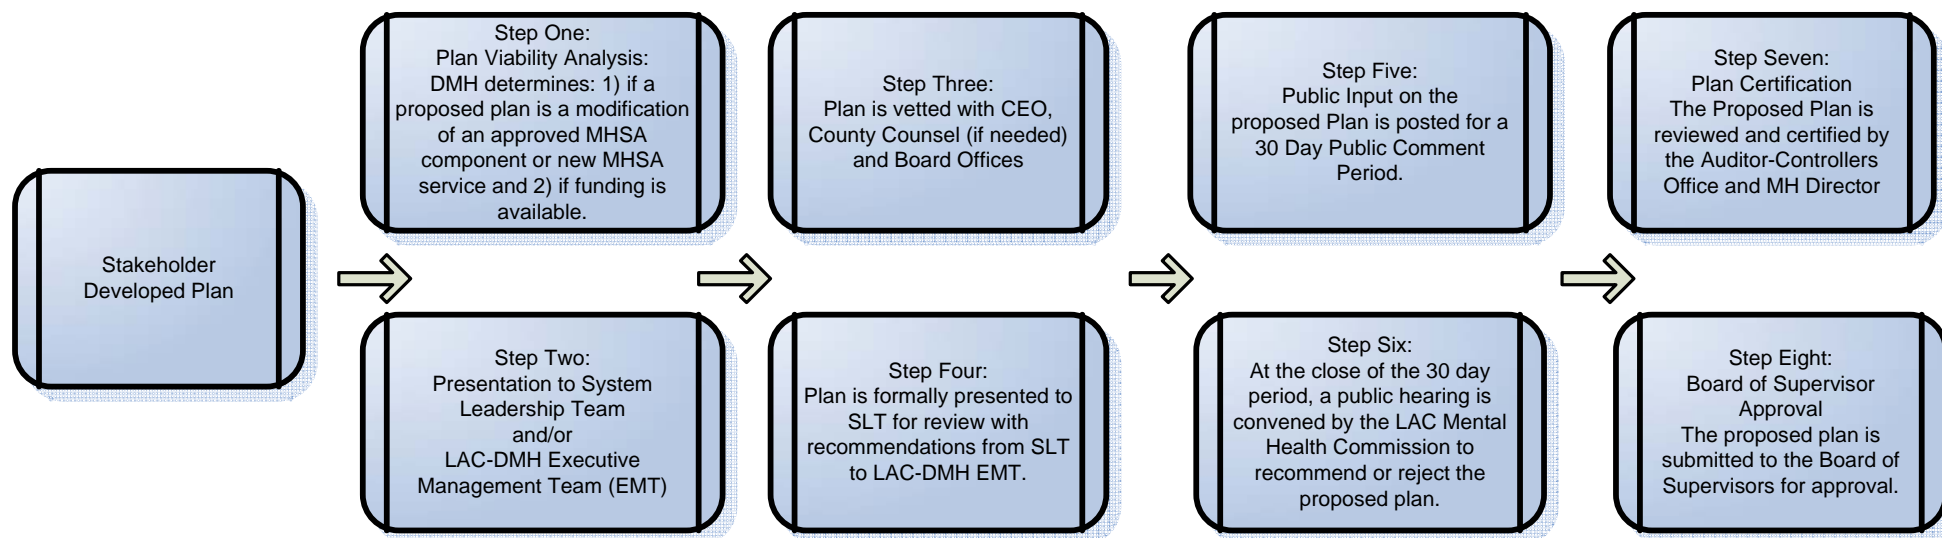 Stakeholder
Developed Plan
Step One:
Plan Viability Analysis:
DMH determines: 1) if a
proposed plan is a modification
of an approved MHSA
component or new MHSA
service and 2) if funding is
available.
Step Two:
Presentation to System
Leadership Team
and/or
LAC-DMH Executive
Management Team (EMT)
Step Three:
Plan is vetted with CEO,
County Counsel (if needed)
and Board Offices
Step Four:
Plan is formally presented to
SLT for review with
recommendations from SLT
to LAC-DMH EMT.
Step Five:
Public Input on the
proposed Plan is posted for a
30 Day Public Comment
Period.
Step Six:
At the close of the 30 day
period, a public hearing is
convened by the LAC Mental
Health Commission to
recommend or reject the
proposed plan.
Step Seven:
Plan Certification
The Proposed Plan is
reviewed and certified by
the Auditor-Controllers
Office and MH Director
Step Eight:
Board of Supervisor
Approval
The proposed plan is
submitted to the Board of
Supervisors for approval.